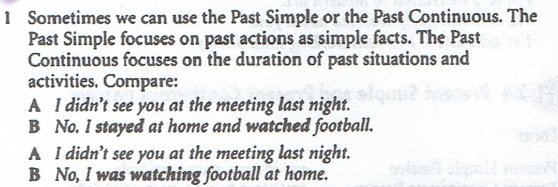 1 Sometimes we can use the Past Simple or the Past Continuous. The
Past Simple focuses on past actions as simple facts. The Past
Continuous focuses on the duration of past situations and
activities. Compare:
A I didn't see you at the meeting last night.
B No. I stayed at home and watched football.
A I didn't see you at the meeting last night.
B No, I was watching football at home.